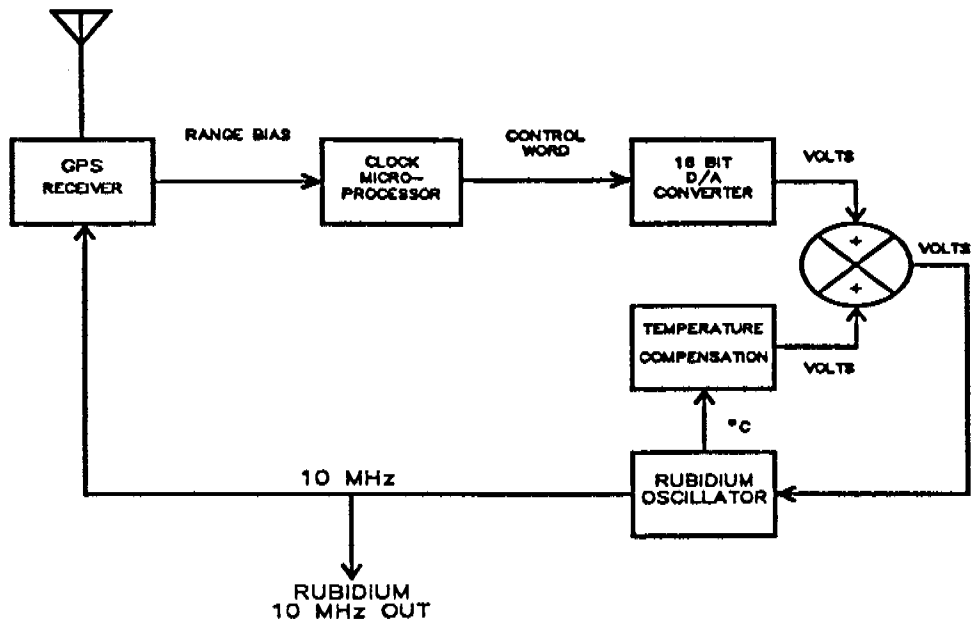 RANGE BIAS
CONTROL
WORD
GPS
RECEIVER
CLOCK
MICRO-
PROCESSOR
16 BIT
D/A
CONVERTER
VOLTS
+
+
VOLTS
TEMPERATURE
COMPENSATION
VOLTS
°C
10 MHz
RUBIDIUM
OSCILLATOR
RUBIDIUM
10 MHz OUT